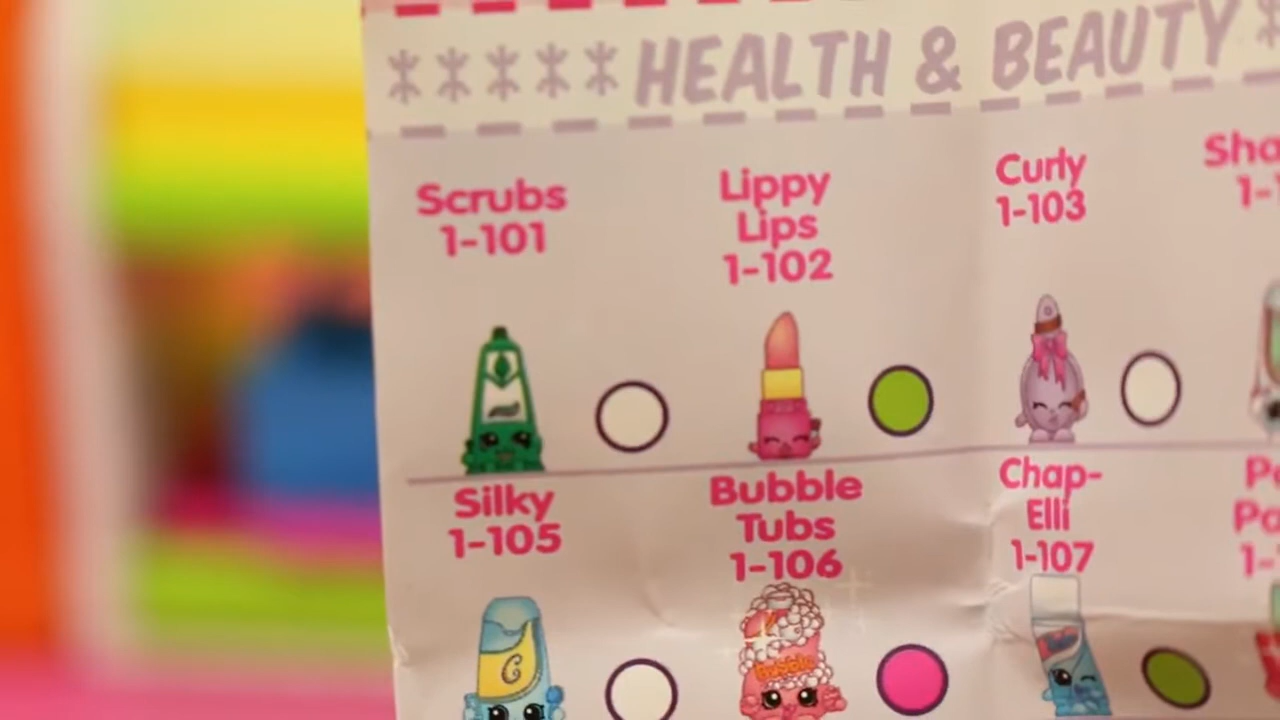 HEALTH & BEAUTY
Scrubs
1-101
Lippy
Lips
1-102
Curly
1-103
Silky
1-105
Bubble
Tubs
1-106
Chap-
Elli
1-107
C